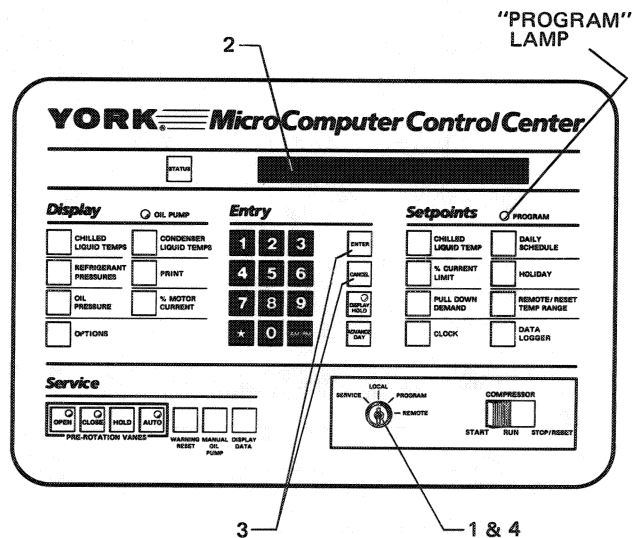 "PROGRAM"
LAMP
2
YORK® MicroComputer Control Center
STATUS
Display
OIL PUMP
CHILLED
LIQUID TEMPS
CONDENSER
LIQUID TEMPS
REFRIGERANT
PRESSURES
PRINT
OIL
PRESSURE
% MOTOR
CURRENT
OPTIONS
Entry
1 2 3
4 5 6
7 8 9
* 0 AM/PM
ENTER
CANCEL
DISPLAY
HOLD
ADVANCE
DAY
Setpoints
PROGRAM
CHILLED
LIQUID TEMP
DAILY
SCHEDULE
% CURRENT
LIMIT
HOLIDAY
PULL DOWN
DEMAND
REMOTE/RESET
TEMP RANGE
CLOCK
DATA
LOGGER
Service
OPEN
CLOSE
HOLD
AUTO
PRE-ROTATION VANES
WARNING
RESET
MANUAL
OIL
PUMP
DISPLAY
DATA
LOCAL
SERVICE
PROGRAM
REMOTE
COMPRESSOR
START RUN STOP/RESET
3
1 & 4